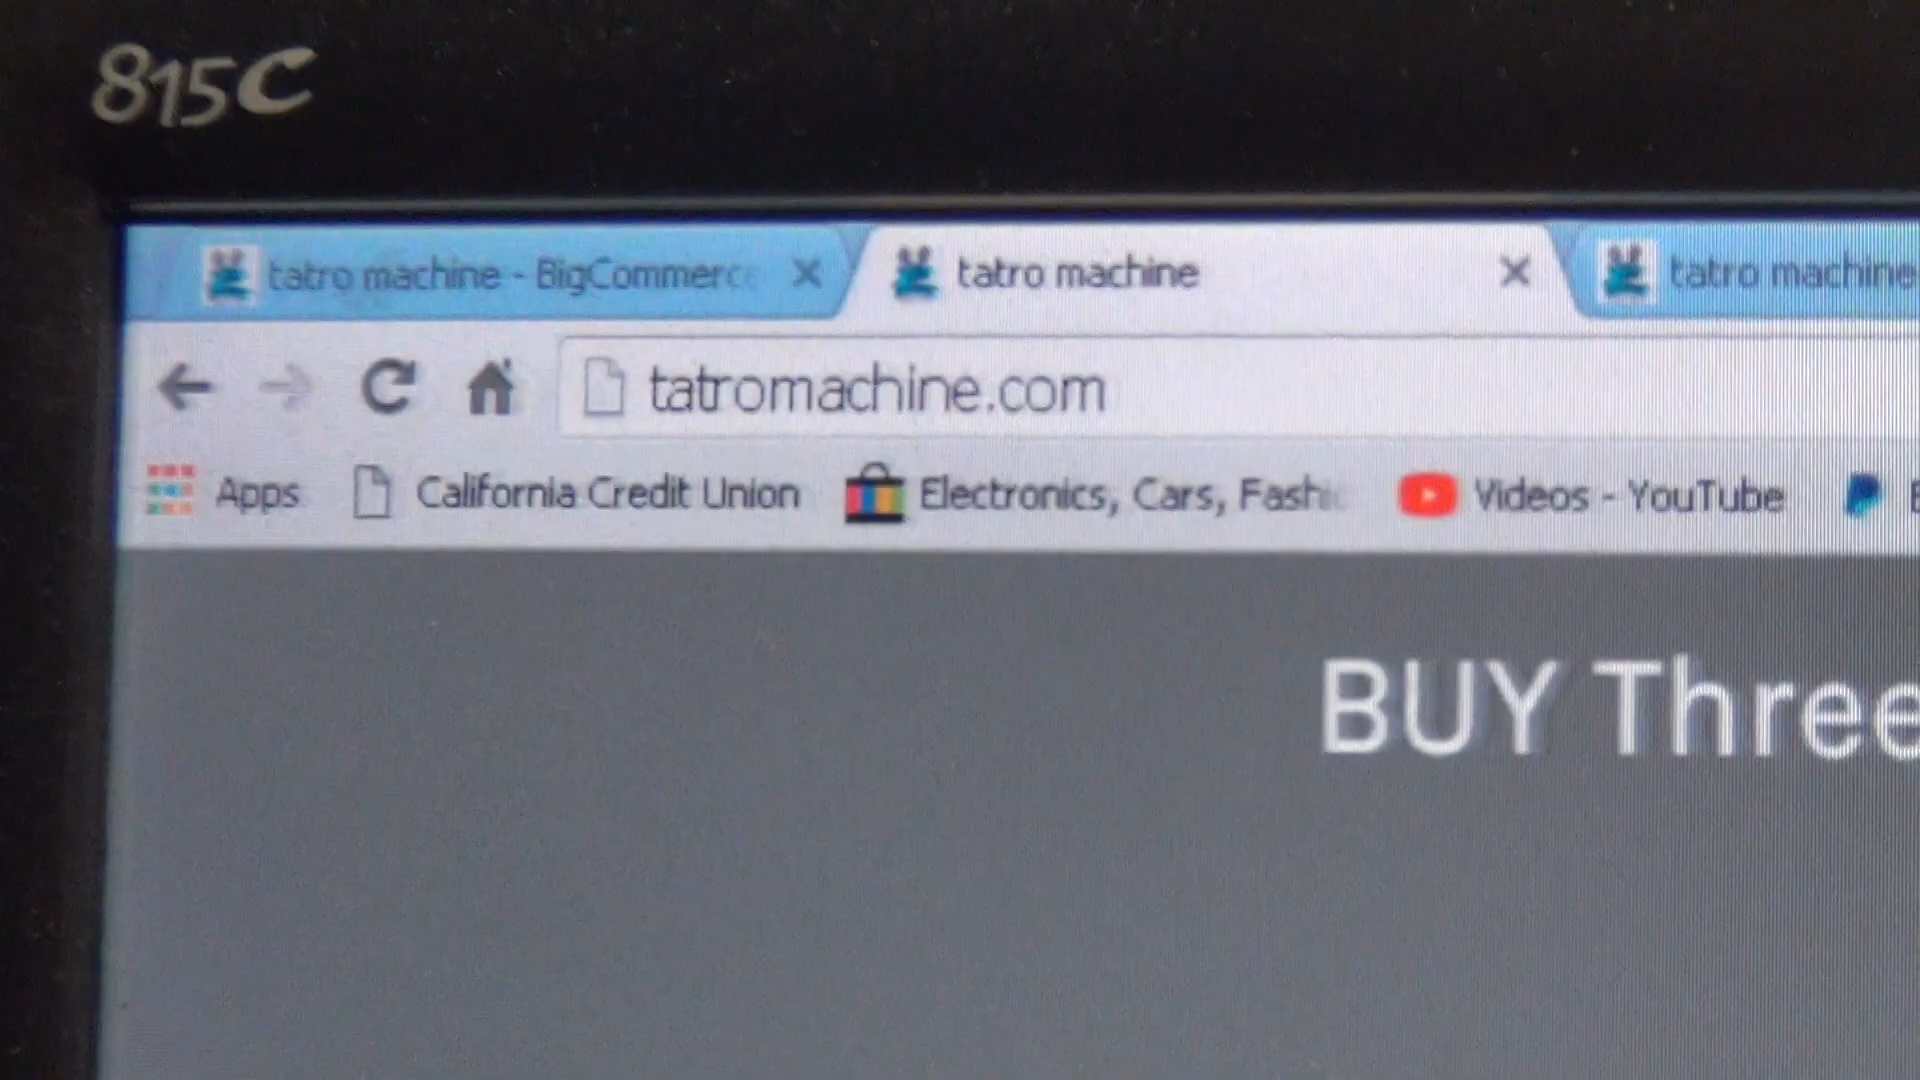 815C
tatro machine - BigCommerce
tatro machine
tatro machine
tatromachine.com
Apps California Credit Union Electronics, Cars, Fashi Videos - YouTube
BUY Three